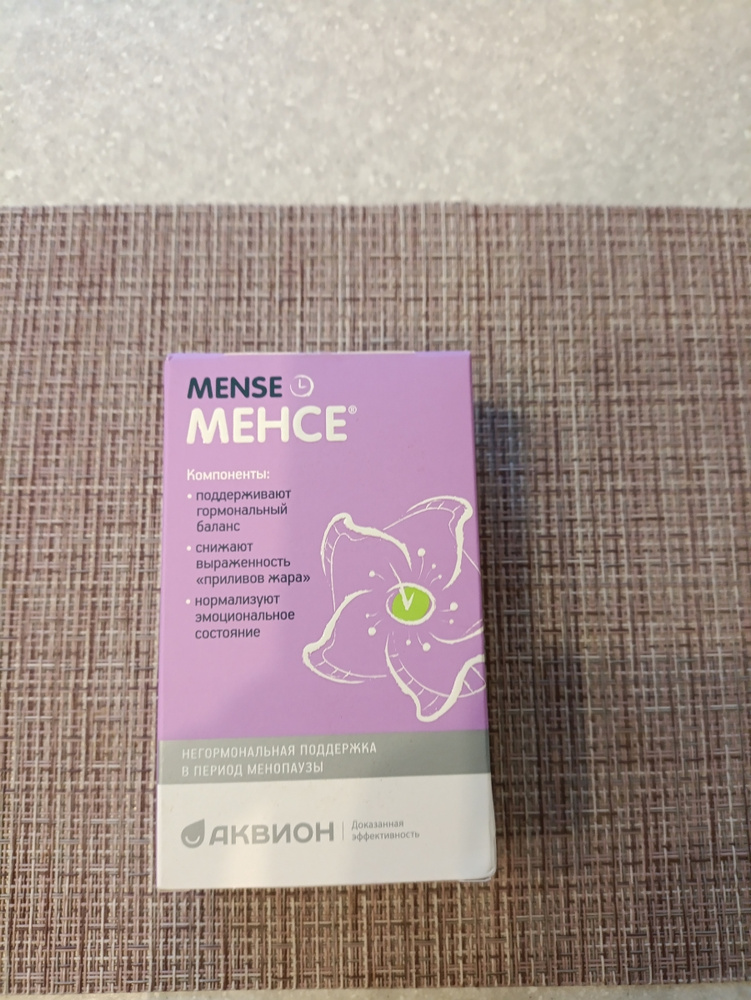 MENSE
МЕНСЕ®
Компоненты:
• поддерживают
гормональный
баланс
• снижают
выраженность
«приливов жара»
• нормализуют
эмоциональное
состояние
НЕГОРМОНАЛЬНАЯ ПОДДЕРЖКА
В ПЕРИОД МЕНОПАУЗЫ
АКВИОН
Доказанная
эффективность